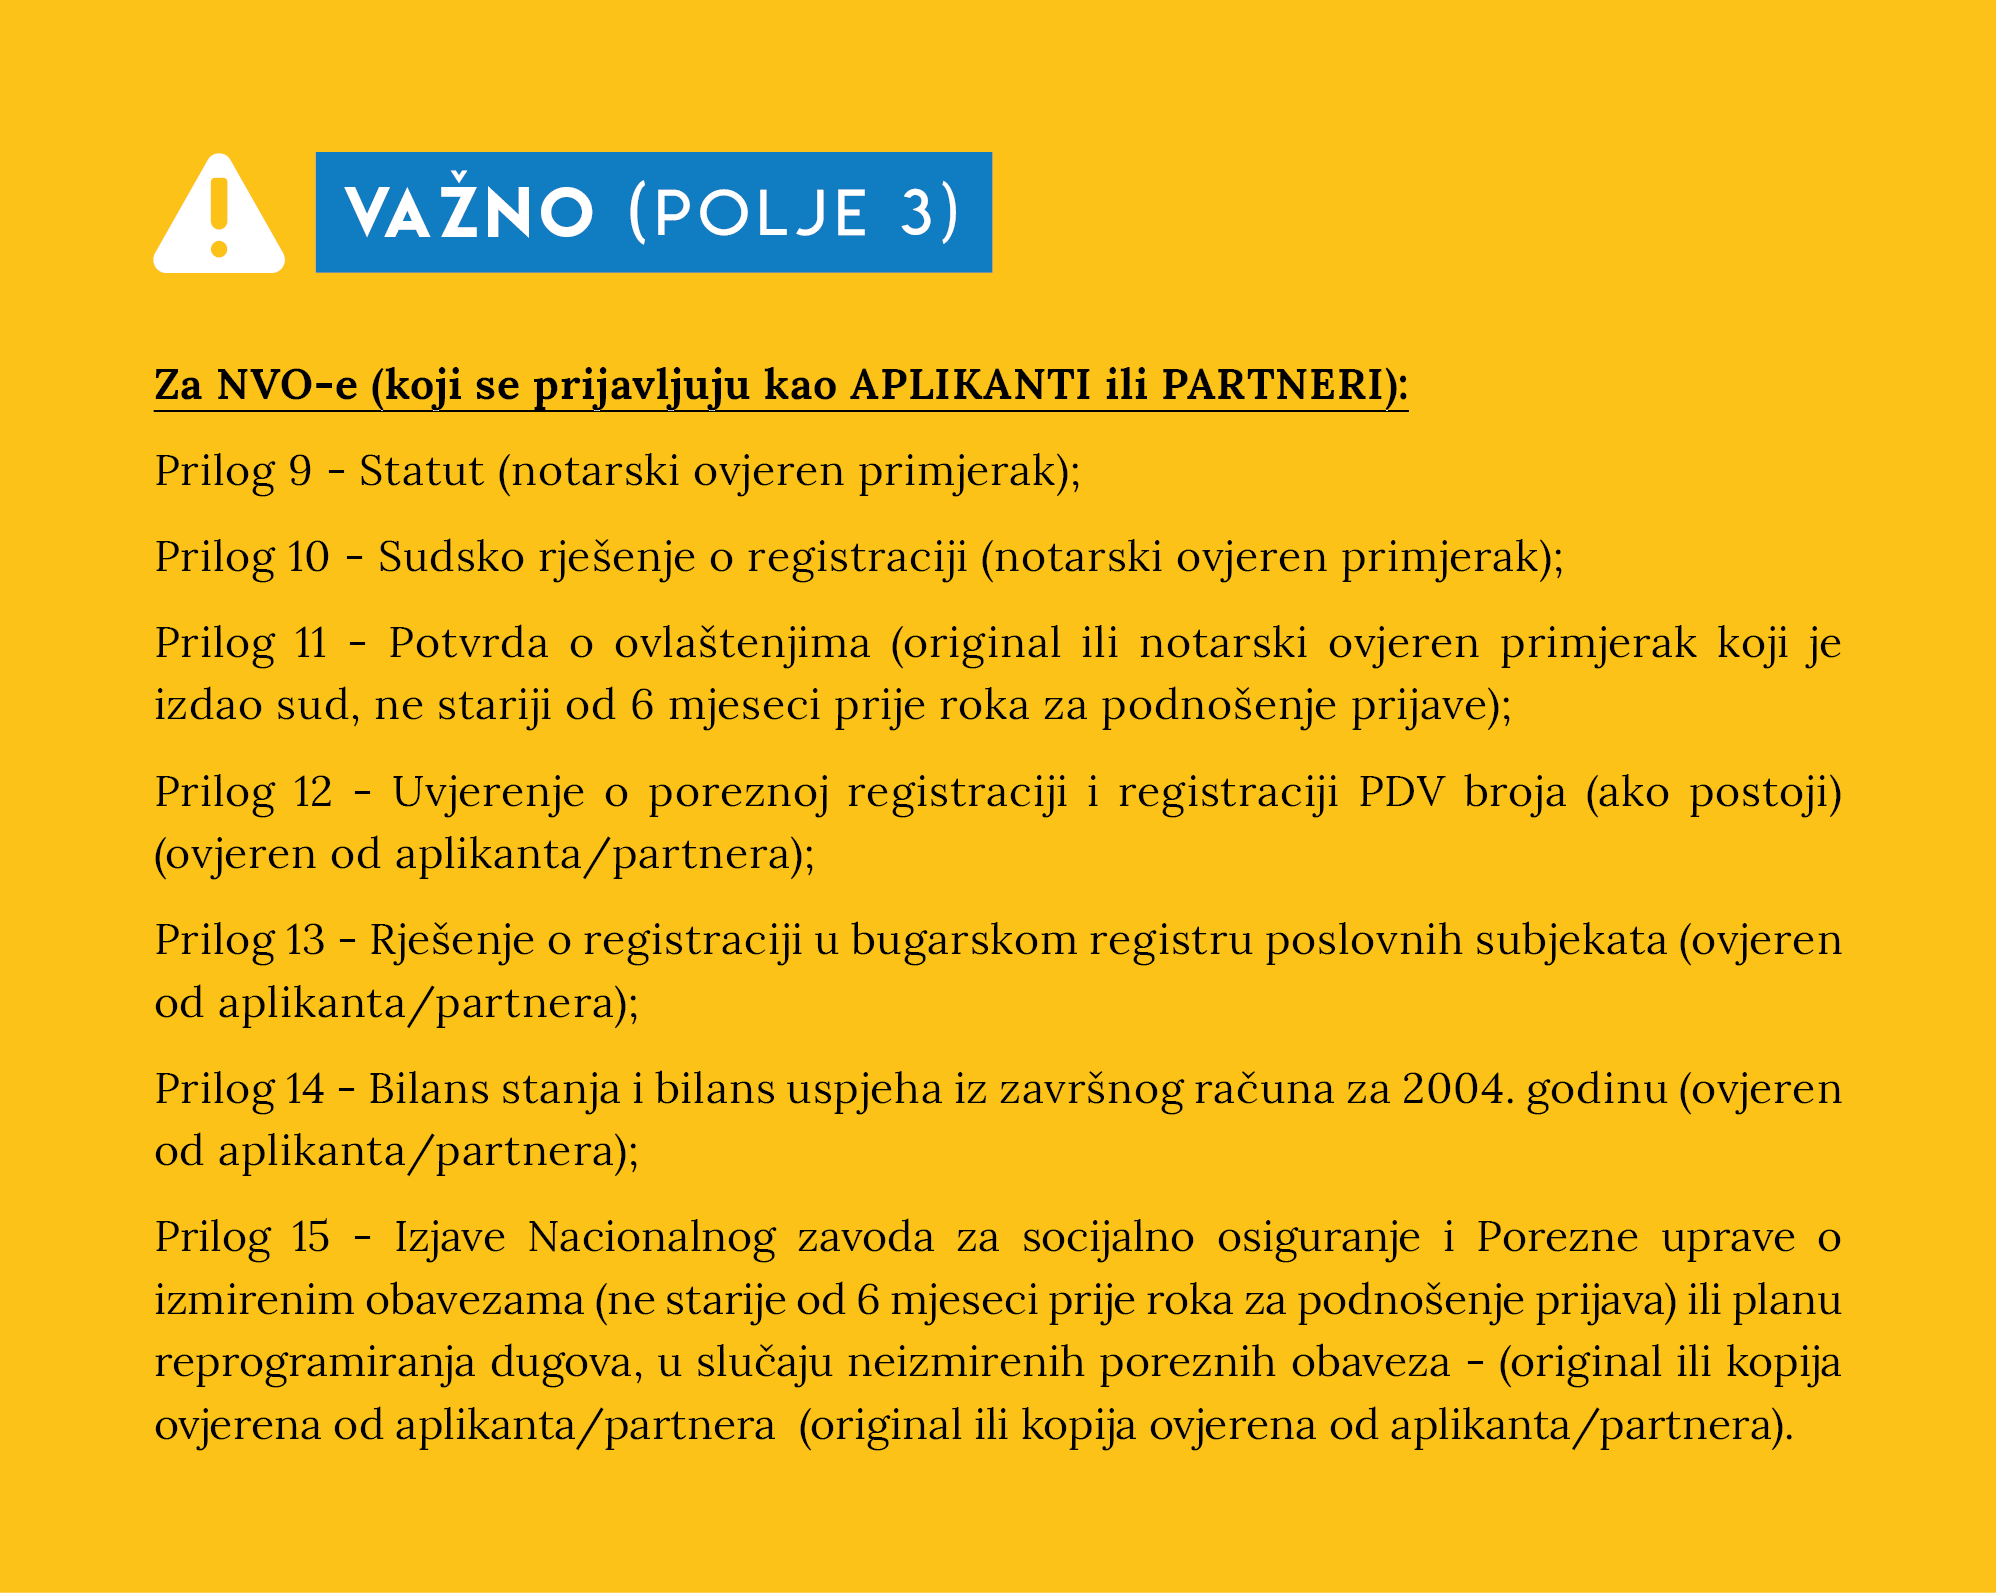 VAŽNO (POLJE 3)
Za NVO-e (koji se prijavljuju kao APLIKANTI ili PARTNERI):
Prilog 9 - Statut (notarski ovjeren primjerak);
Prilog 10 - Sudsko rješenje o registraciji (notarski ovjeren primjerak);
Prilog 11 - Potvrda o ovlaštenjima (original ili notarski ovjeren primjerak koji je
izdao sud, ne stariji od 6 mjeseci prije roka za podnošenje prijave);
Prilog 12 - Uvjerenje o poreznoj registraciji i registraciji PDV broja (ako postoji)
(ovjeren od aplikanta/partnera);
Prilog 13 - Rješenje o registraciji u bugarskom registru poslovnih subjekata (ovjeren
od aplikanta/partnera);
Prilog 14 - Bilans stanja i bilans uspjeha iz završnog računa za 2004. godinu (ovjeren
od aplikanta/partnera);
Prilog 15 - Izjave Nacionalnog zavoda za socijalno osiguranje i Porezne uprave o
izmirenim obavezama (ne starije od 6 mjeseci prije roka za podnošenje prijava) ili planu
reprogramiranja dugova, u slučaju neizmirenih poreznih obaveza - (original ili kopija
ovjerena od aplikanta/partnera  (original ili kopija ovjerena od aplikanta/partnera).